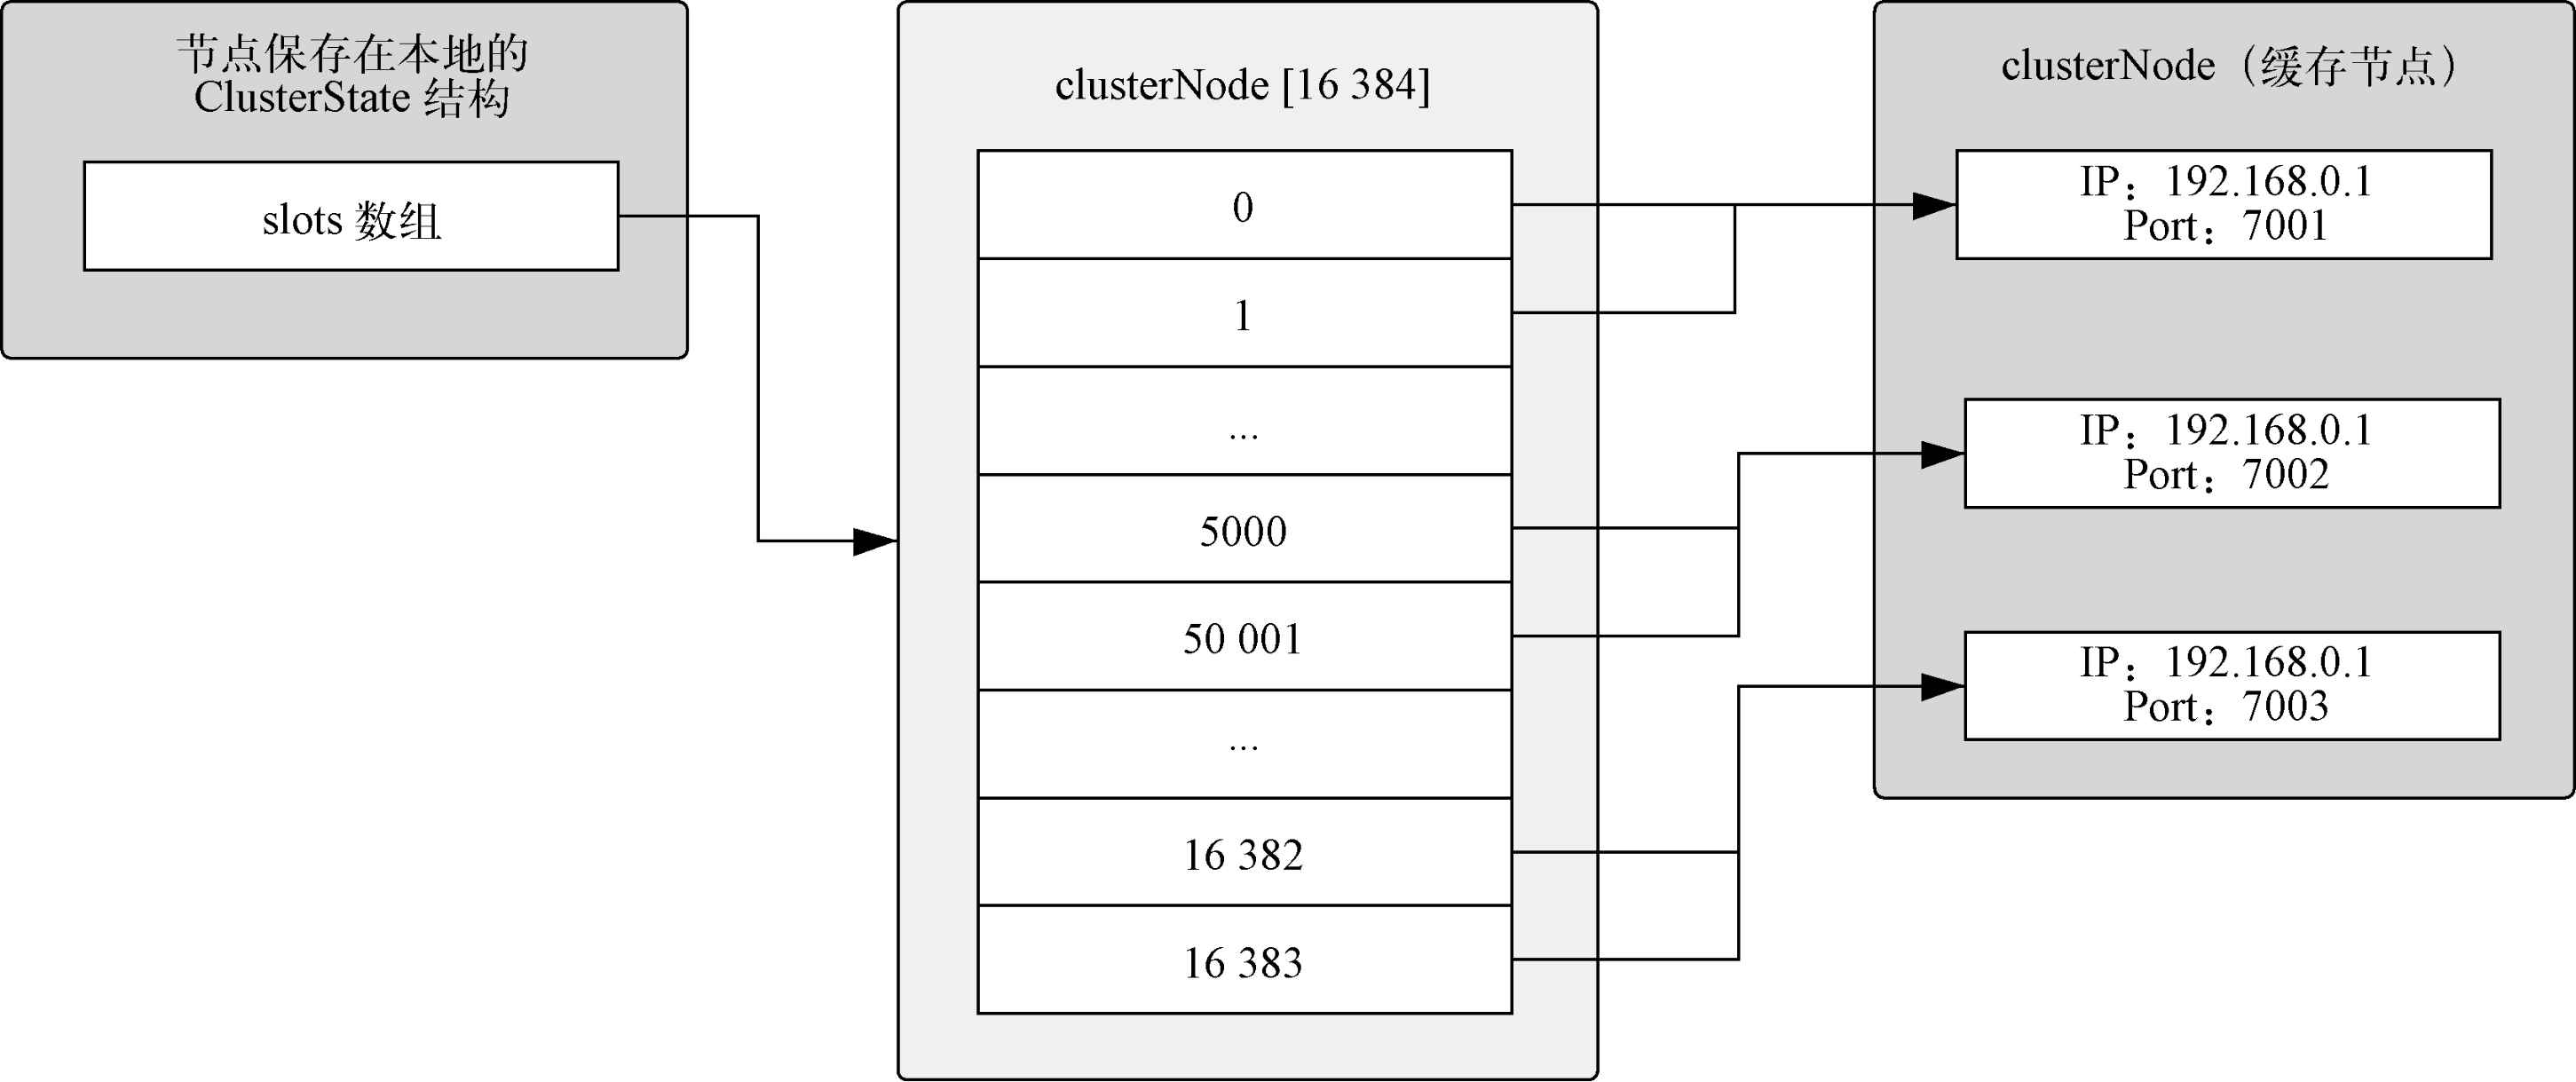 节点保存在本地的
ClusterState 结构
slots 数组
clusterNode [16 384]
0
1
...
5000
50 001
...
16 382
16 383
clusterNode（缓存节点）
IP：192.168.0.1
Port：7001
IP：192.168.0.1
Port：7002
IP：192.168.0.1
Port：7003